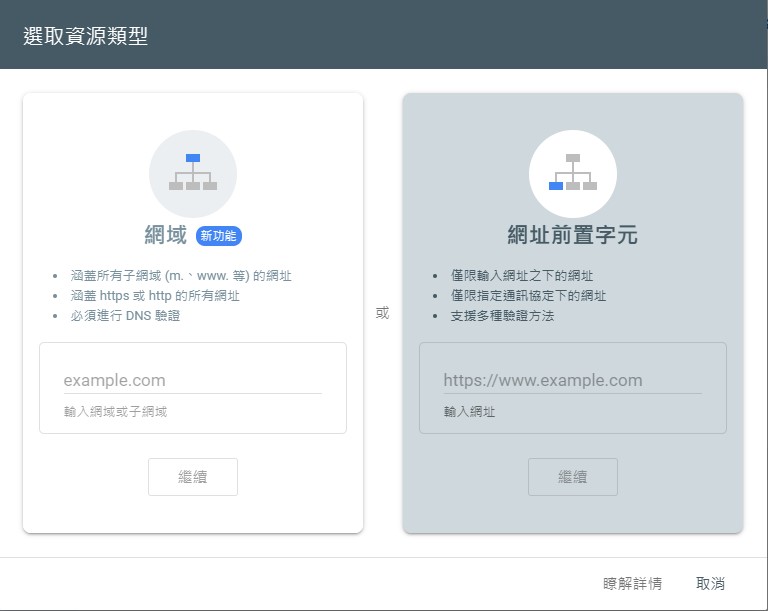 選取資源類型
網域 新功能
涵蓋所有子網域 (m.、www. 等) 的網址
涵蓋 https 或 http 的所有網址
必須進行 DNS 驗證
example.com
輸入網域或子網域
繼續
或
網址前置字元
僅限輸入網址之下的網址
僅限指定通訊協定下的網址
支援多種驗證方法
https://www.example.com
輸入網址
繼續
瞭解詳情 取消